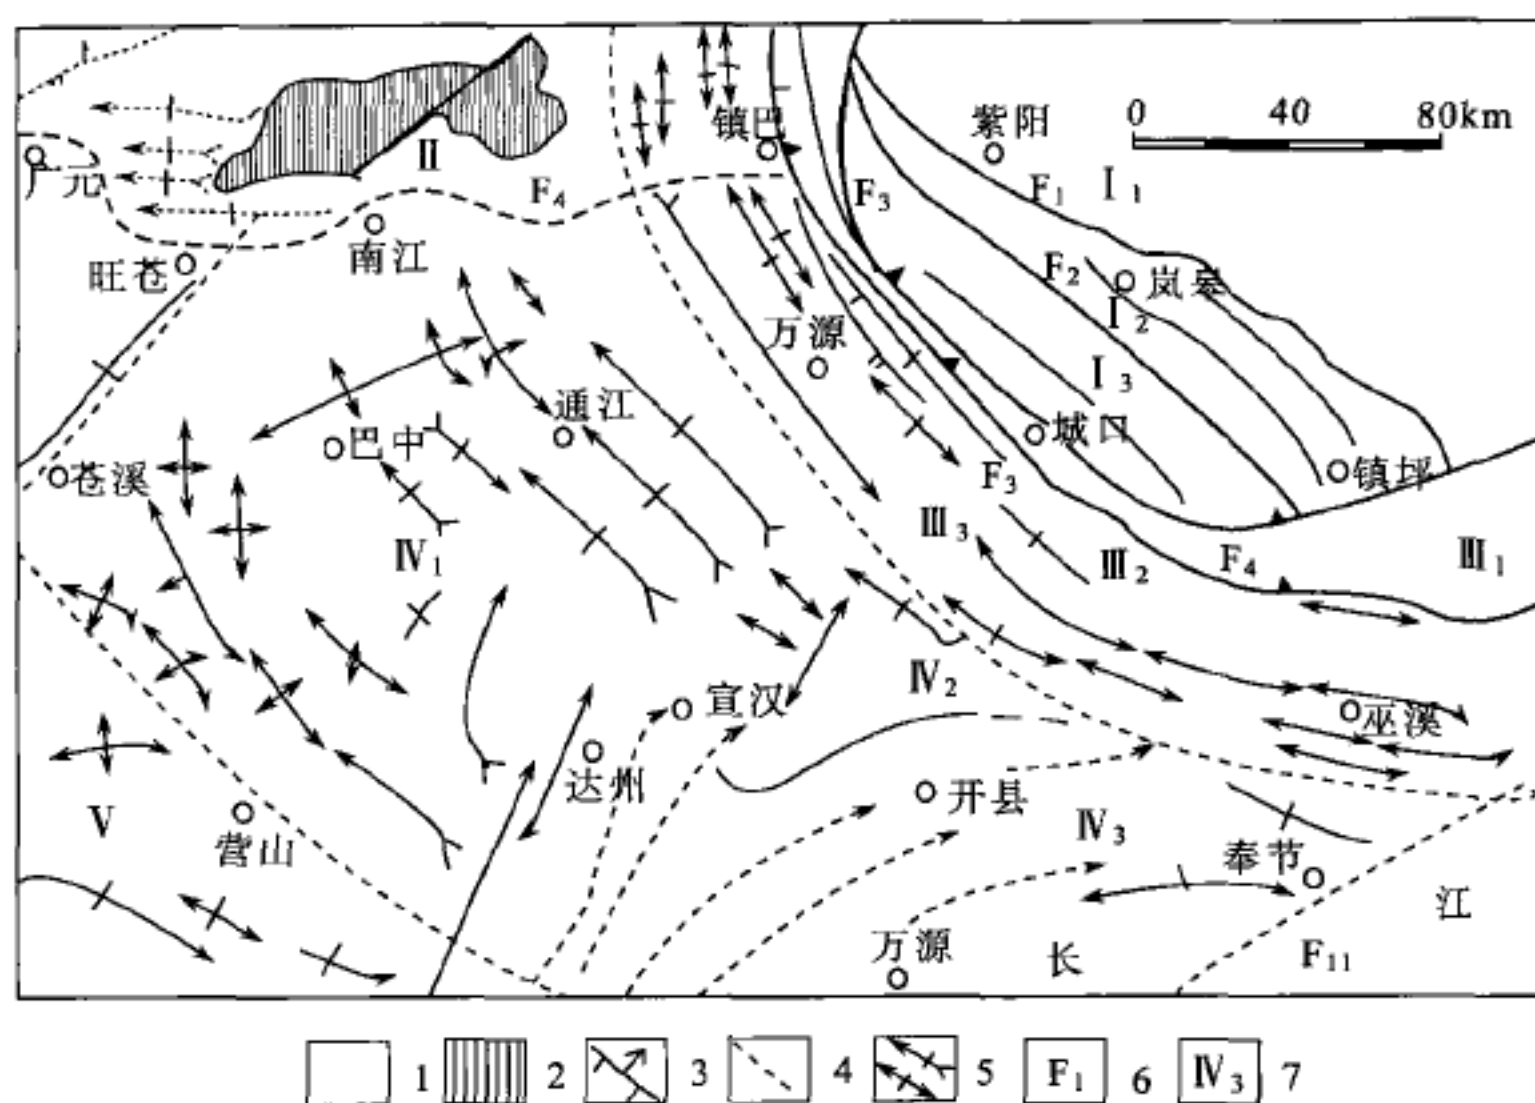 镇巴
紫阳
0 40 80km
广元
II
F4
F3
F1
I1
南江
旺苍
F2
岚皋
I2
万源
I3
通江
巴中
城口
苍溪
F3
镇坪
III3
IV1
III2
F4
III1
宣汉
IV2
巫溪
达州
开县
V
营山
IV3
奉节
江
万源
长
F11
1 2 3 4 5 F1 6 IV3 7